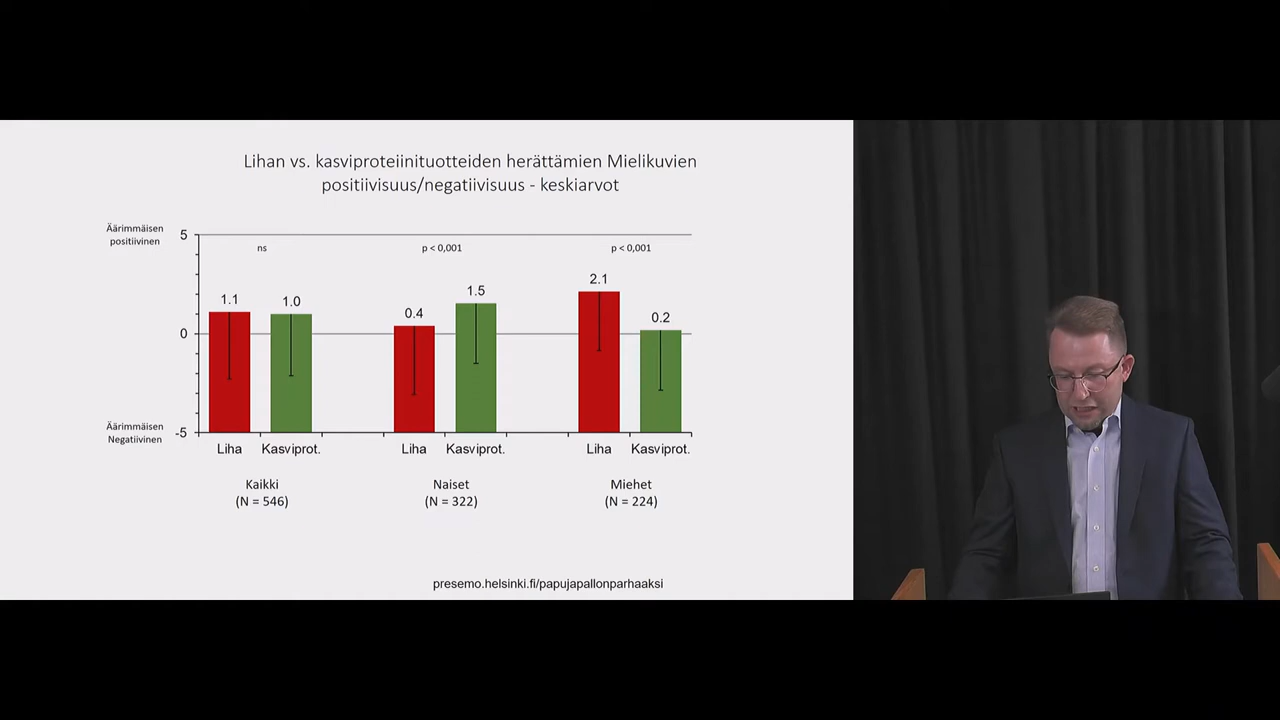 Lihan vs. kasviproteiinituotteiden herättämien Mielikuvien
positiivisuus/negatiivisuus - keskiarvot
Äärimmäisen
positiivinen
5
ns
p < 0,001
p < 0,001
1.1
1.0
0.4
1.5
2.1
0.2
0
Äärimmäisen
Negatiivinen
-5
Liha
Kasviprot.
Liha
Kasviprot.
Liha
Kasviprot.
Kaikki
(N = 546)
Naiset
(N = 322)
Miehet
(N = 224)
presemo.helsinki.fi/papujapallonparhaaksi